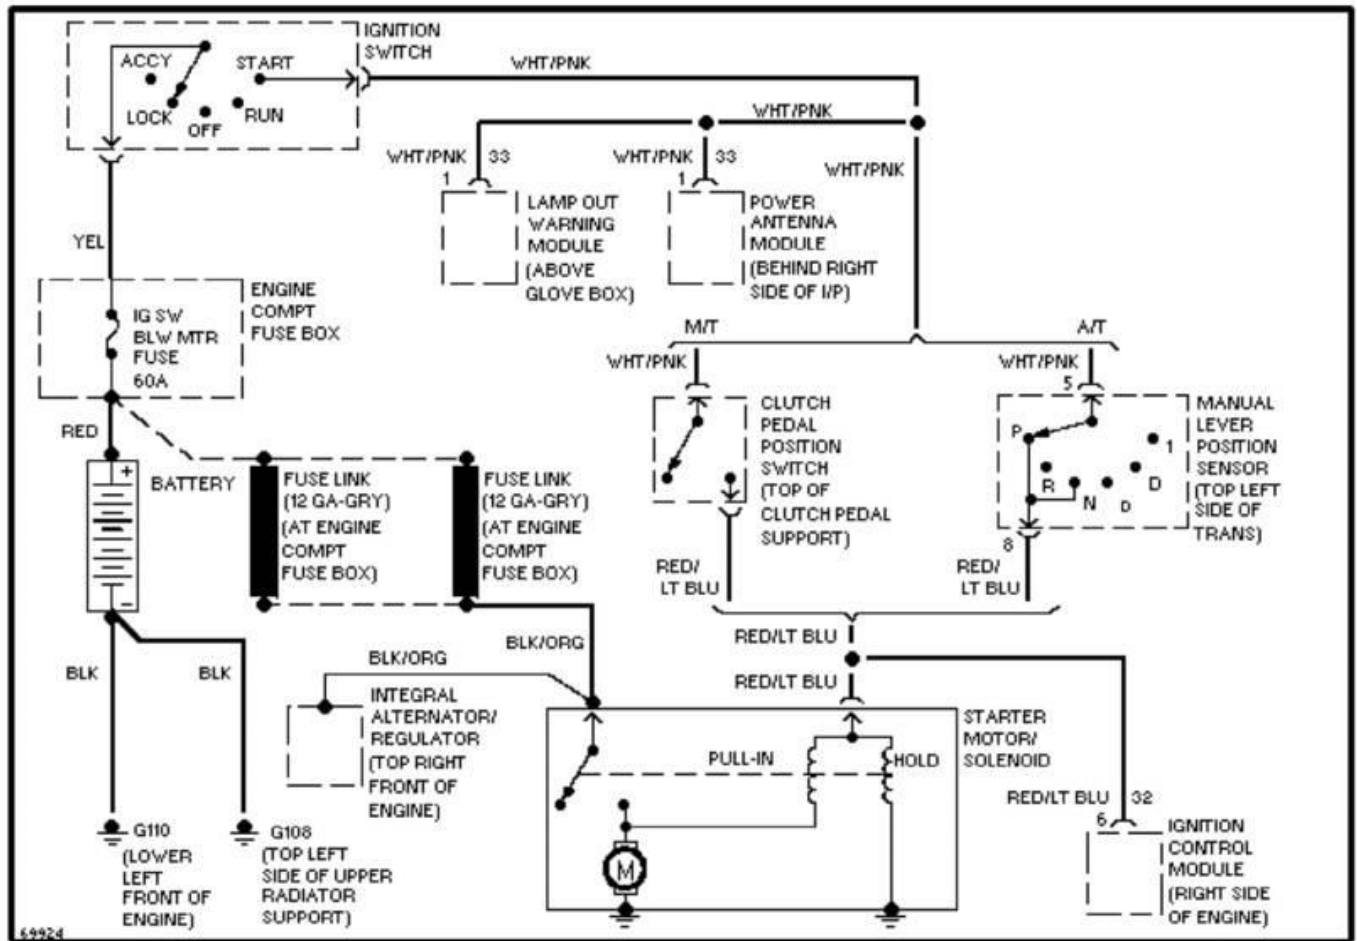 IGNITION
SWITCH
ACCY
START
LOCK
OFF
RUN
WHT/PNK
WHT/PNK
WHT/PNK 33
WHT/PNK 33
WHT/PNK
1
1
LAMP OUT
WARNING
MODULE
(ABOVE
GLOVE BOX)
POWER
ANTENNA
MODULE
(BEHIND RIGHT
SIDE OF I/P)
YEL
ENGINE
COMPT
FUSE BOX
IG SW
BLW MTR
FUSE
60A
M/T
A/T
WHT/PNK
WHT/PNK
5
CLUTCH
PEDAL
POSITION
SWITCH
(TOP OF
CLUTCH PEDAL
SUPPORT)
P
R
N
D
D
1
MANUAL
LEVER
POSITION
SENSOR
(TOP LEFT
SIDE OF
TRANS)
8
RED
+
-
BATTERY
FUSE LINK
(12 GA-GRY)
(AT ENGINE
COMPT
FUSE BOX)
FUSE LINK
(12 GA-GRY)
(AT ENGINE
COMPT
FUSE BOX)
RED/
LT BLU
RED/
LT BLU
RED/LT BLU
RED/LT BLU
BLK
BLK
BLK/ORG
BLK/ORG
INTEGRAL
ALTERNATOR/
REGULATOR
(TOP RIGHT
FRONT OF
ENGINE)
PULL-IN
HOLD
M
STARTER
MOTOR/
SOLENOID
RED/LT BLU 32
6
IGNITION
CONTROL
MODULE
(RIGHT SIDE
OF ENGINE)
G110
(LOWER
LEFT
FRONT OF
ENGINE)
G108
(TOP LEFT
SIDE OF UPPER
RADIATOR
SUPPORT)
69924